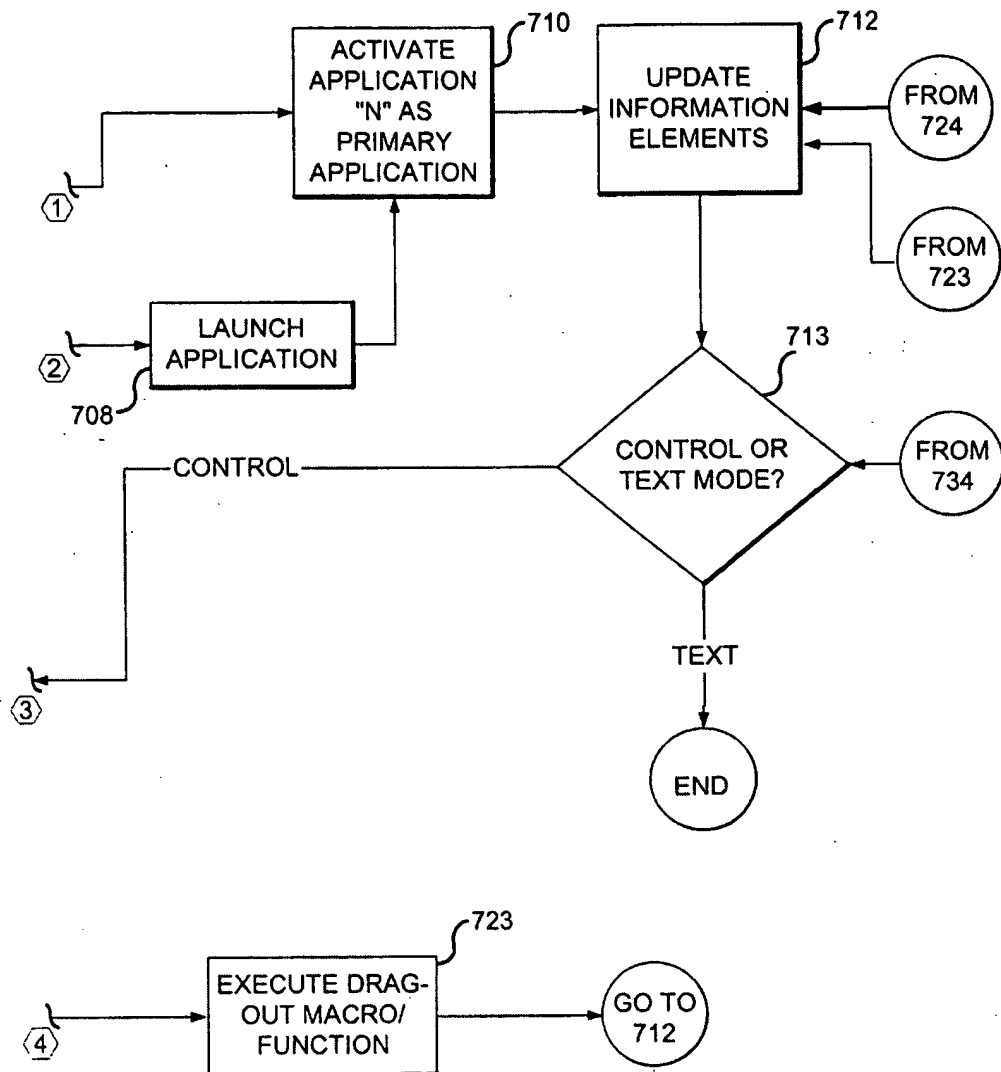 710
ACTIVATE
APPLICATION
"N" AS
PRIMARY
APPLICATION
712
UPDATE
INFORMATION
ELEMENTS
FROM
724
1
FROM
723
2
LAUNCH
APPLICATION
708
713
CONTROL OR
TEXT MODE?
FROM
734
CONTROL
TEXT
3
END
723
EXECUTE DRAG-
OUT MACRO/
FUNCTION
GO TO
712
4